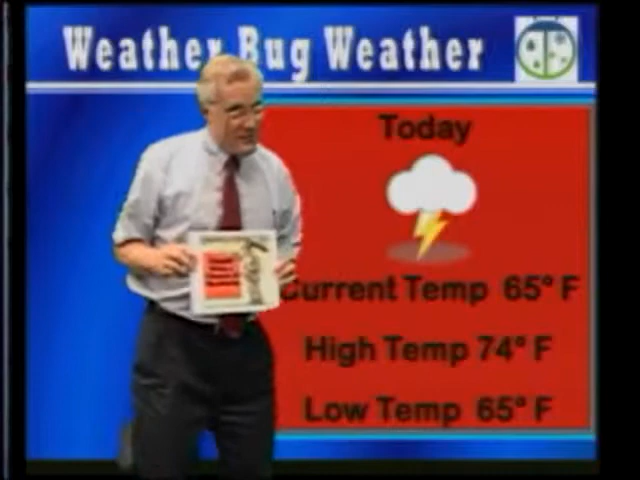 Weather Bug Weather
Today
Current Temp 65° F
High Temp 74° F
Low Temp 65° F